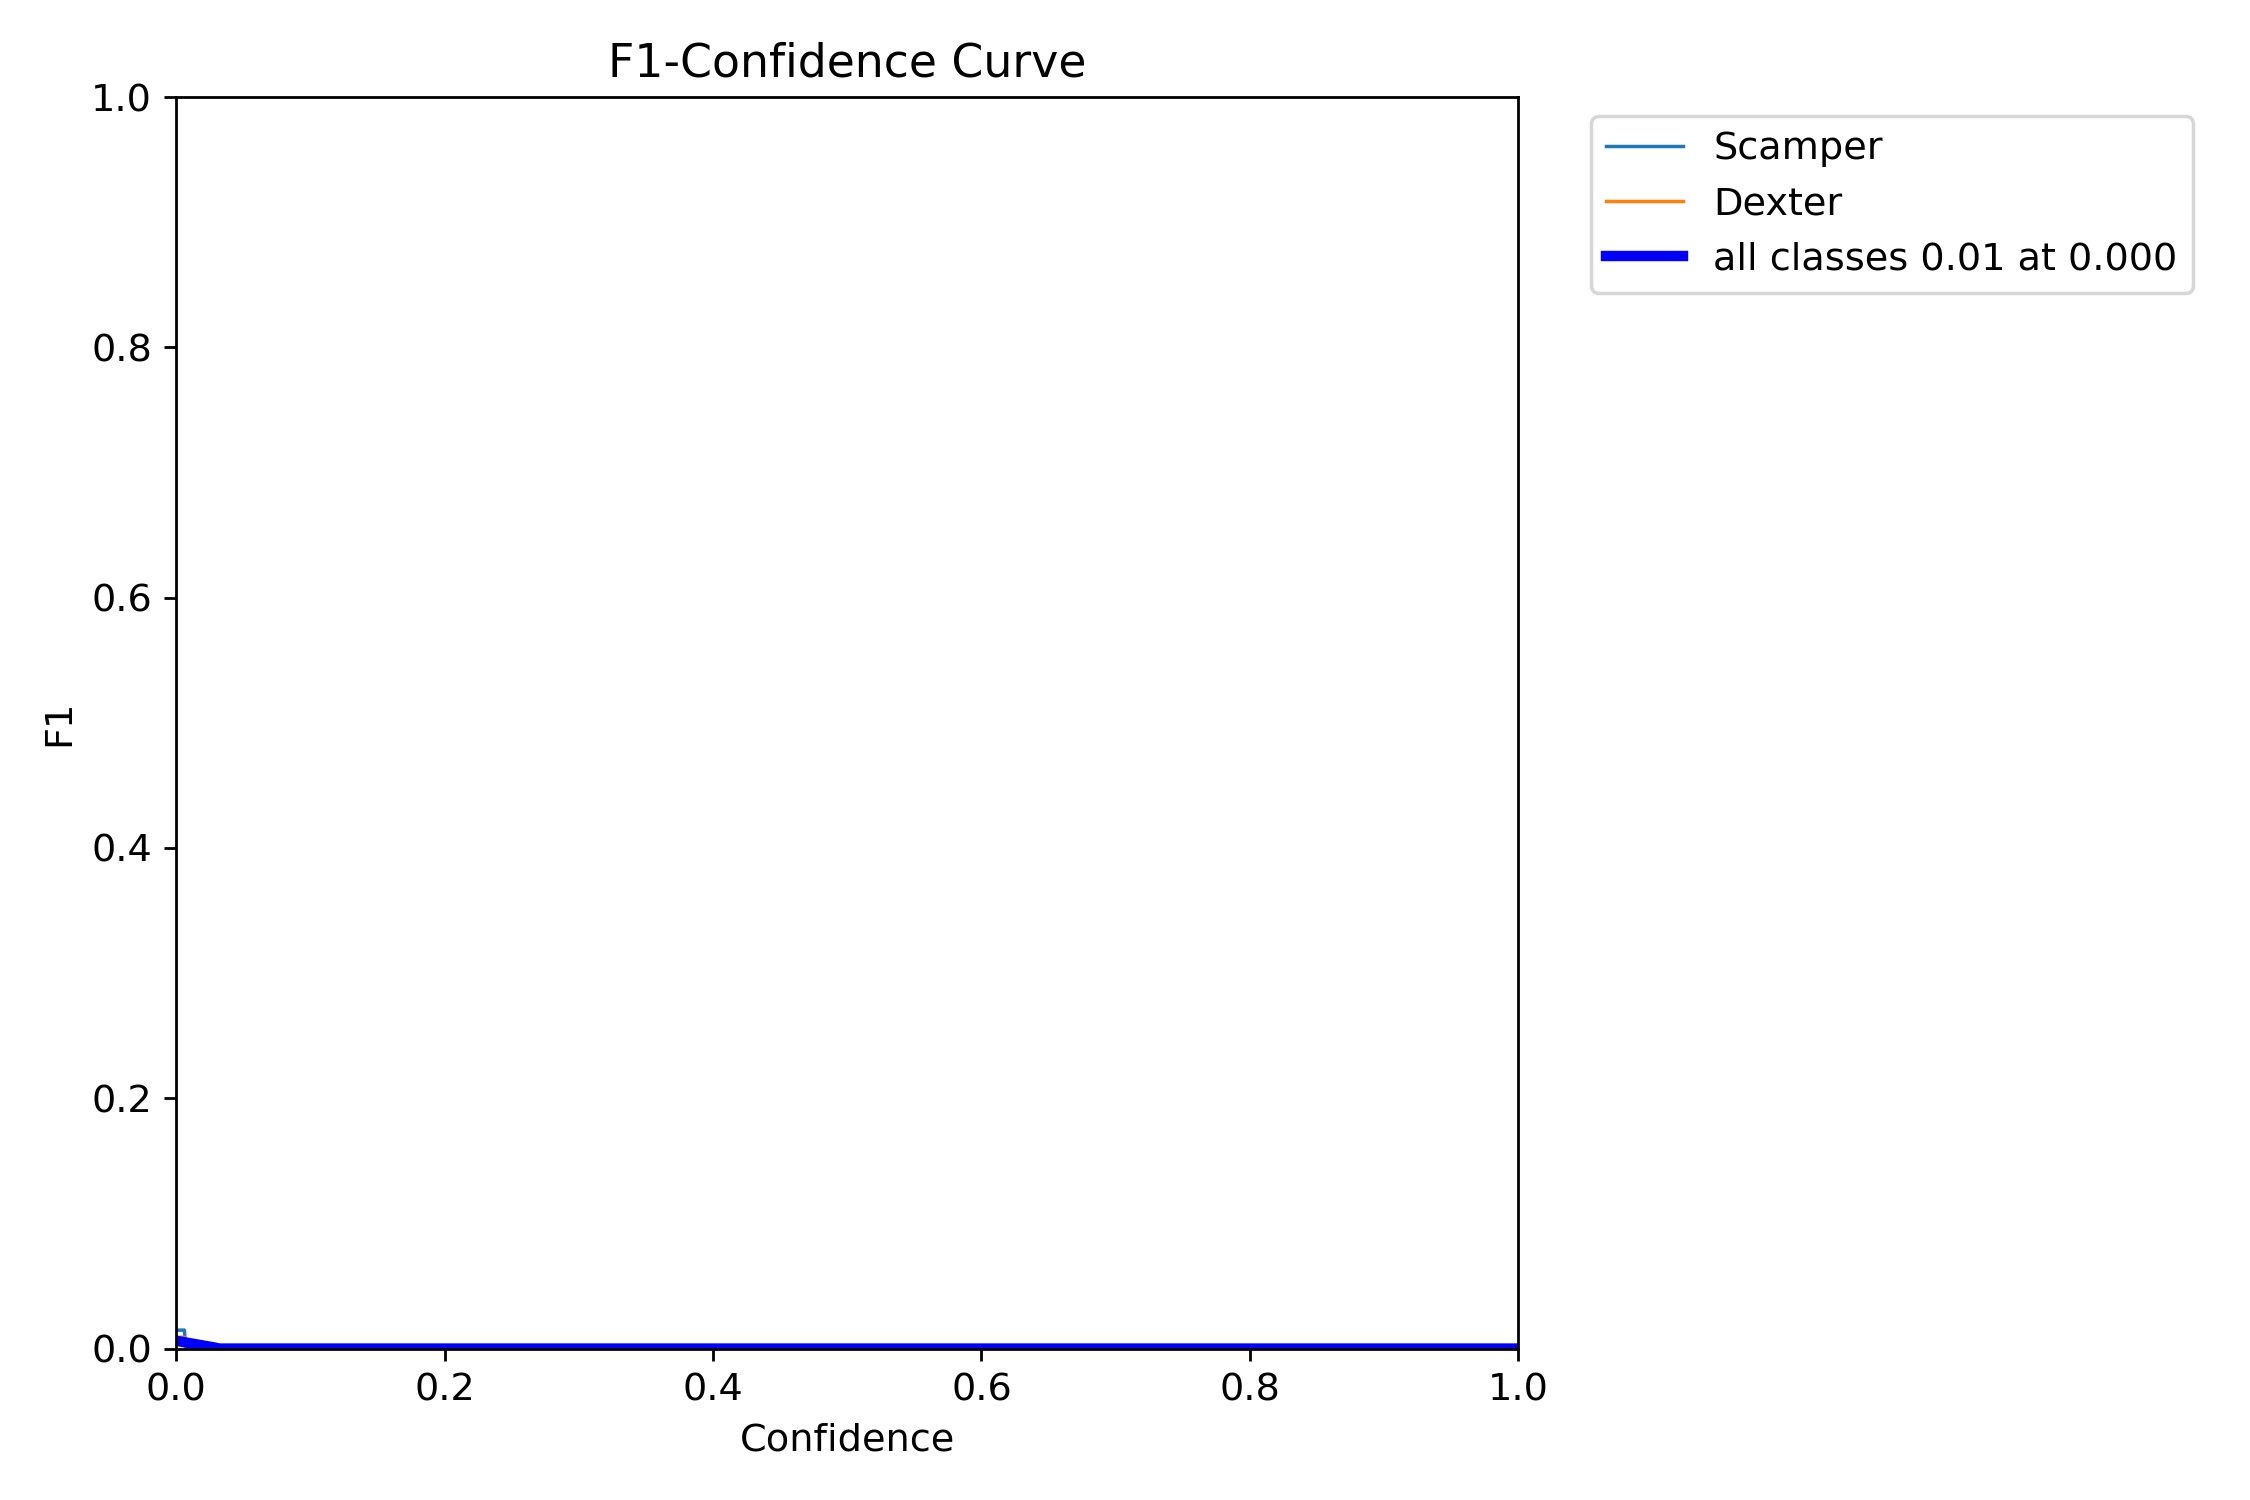 F1-Confidence Curve
1.0
0.8
0.6
0.4
0.2
0.0
F1
0.0 0.2 0.4 0.6 0.8 1.0
Confidence
Scamper
Dexter
all classes 0.01 at 0.000